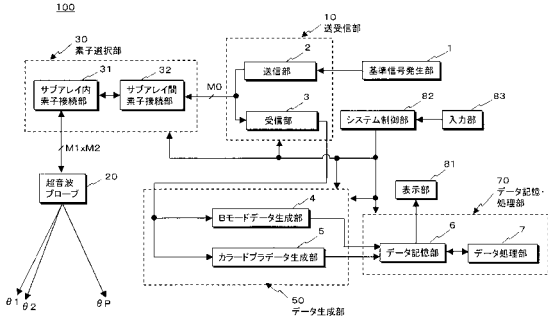 100
30
素子選択部
31
サブアレイ内
素子接続部
32
サブアレイ間
素子接続部
M0
10
送受信部
2
送信部
3
受信部
1
基準信号発生部
82
システム制御部
83
入力部
M1xM2
超音波
プローブ
20
θ1
θ2
θP
81
表示部
70
データ記憶・
処理部
4
Bモードデータ生成部
5
カラードプラデータ生成部
6
データ記憶部
7
データ処理部
50
データ生成部